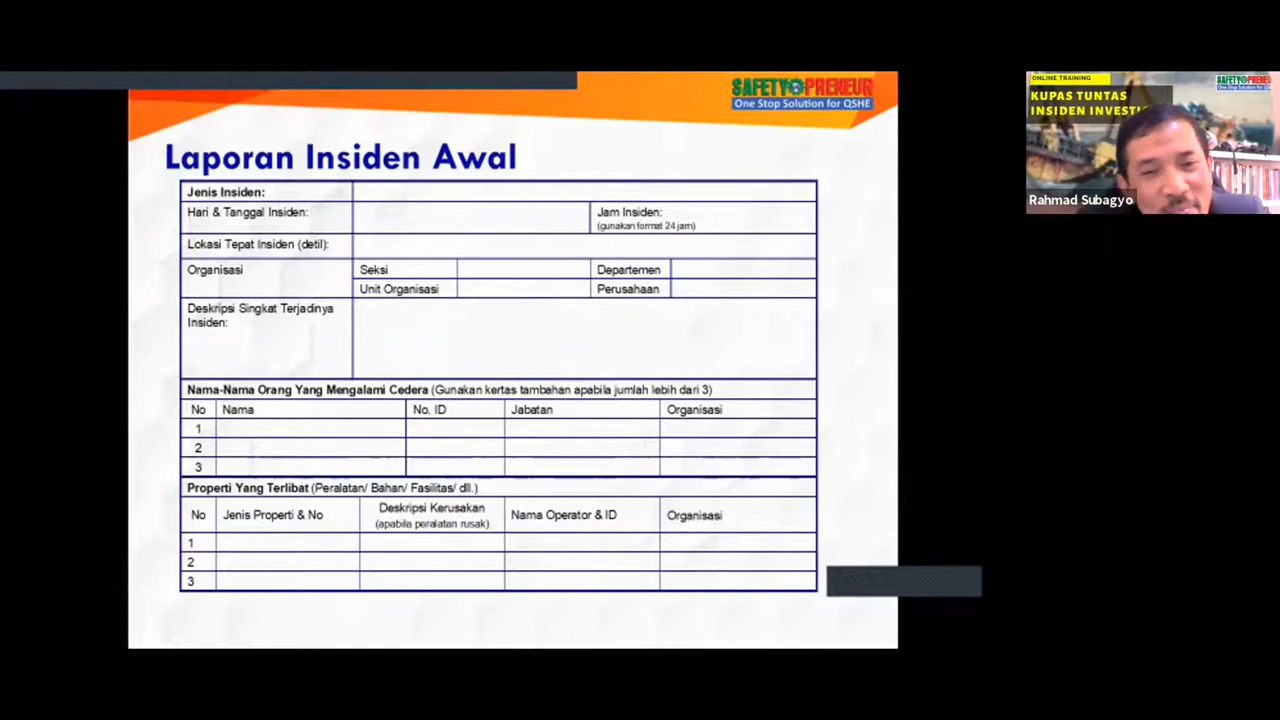 SAFETYPRENEUR
One Stop Solution for QSHE
Laporan Insiden Awal
Jenis Insiden:
Hari & Tanggal Insiden:
Jam Insiden:
(gunakan format 24 jam)
Lokasi Tepat Insiden (detil):
Organisasi
Seksi
Departemen
Unit Organisasi
Perusahaan
Deskripsi Singkat Terjadinya
Insiden:
Nama-Nama Orang Yang Mengalami Cedera (Gunakan kertas tambahan apabila jumlah lebih dari 3)
No Nama No. ID Jabatan Organisasi
1
2
3
Properti Yang Terlibat (Peralatan/ Bahan/ Fasilitas/ dll.)
No Jenis Properti & No Deskripsi Kerusakan (apabila peralatan rusak) Nama Operator & ID Organisasi
1
2
3
ONLINE TRAINING
KUPAS TUNTAS
INSIDEN
Rahmad Subagyo